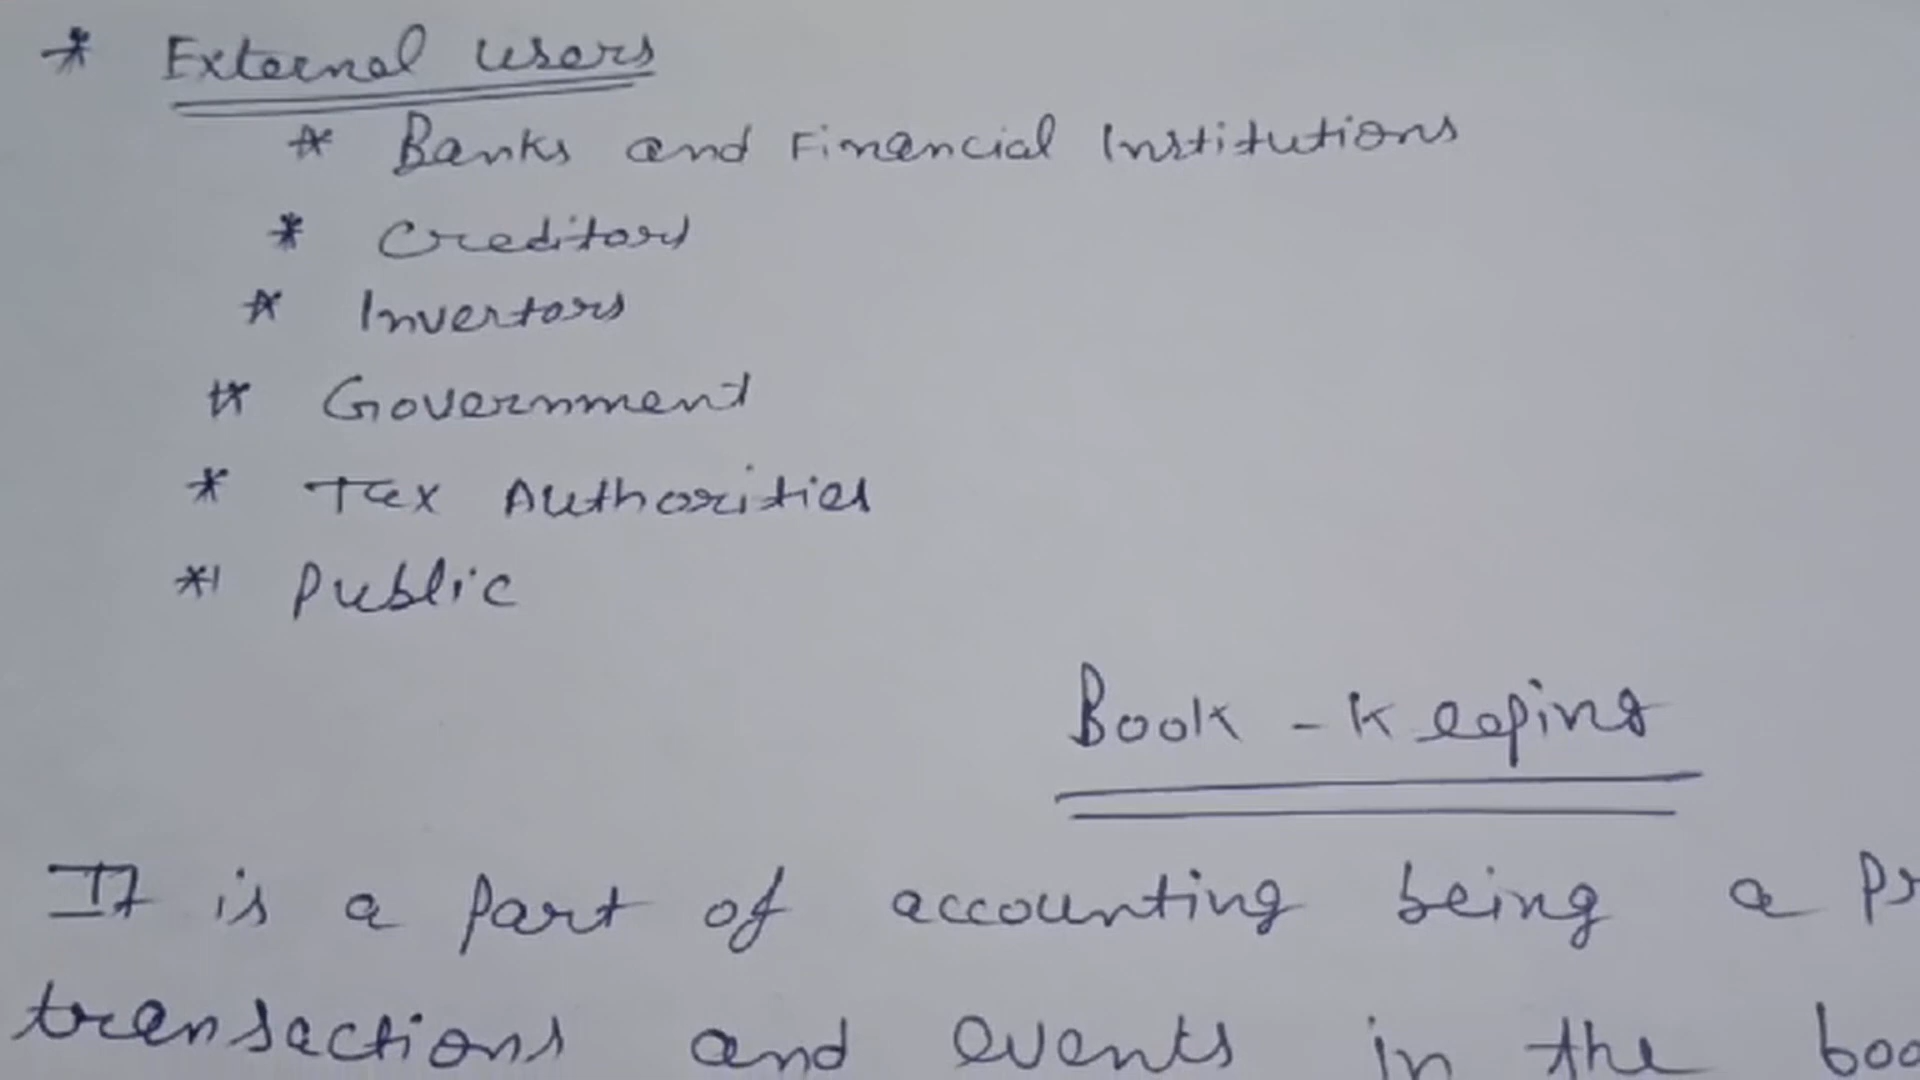 * External users
* Banks and Financial Institutions
* Creditors
* Investors
* Government
* Tax Authorities
* Public
Book - Keeping
It is a part of accounting being a
transactions and events in the